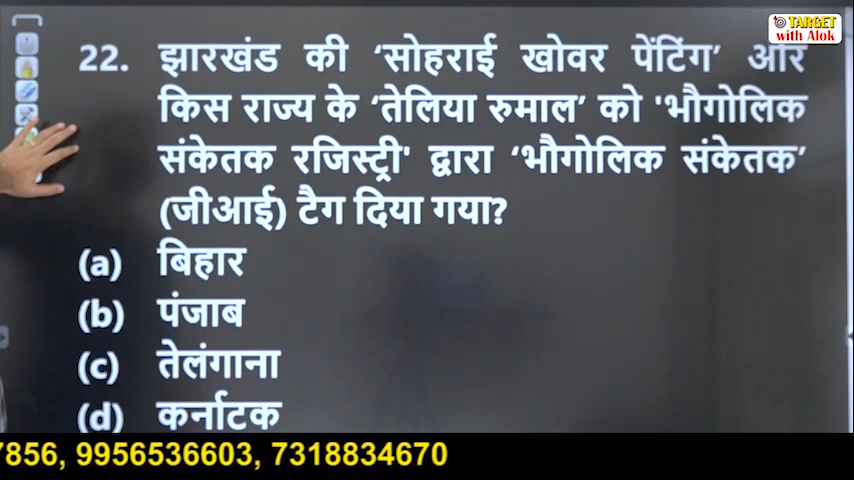 TARGET
with Alok
22. झारखंड की ‘सोहराई खोवर पेंटिंग’ और
किस राज्य के ‘तेलिया रुमाल’ को 'भौगोलिक
संकेतक रजिस्ट्री' द्वारा ‘भौगोलिक संकेतक’
(जीआई) टैग दिया गया?
(a) बिहार
(b) पंजाब
(c) तेलंगाना
(d) कर्नाटक
7856, 9956536603, 7318834670